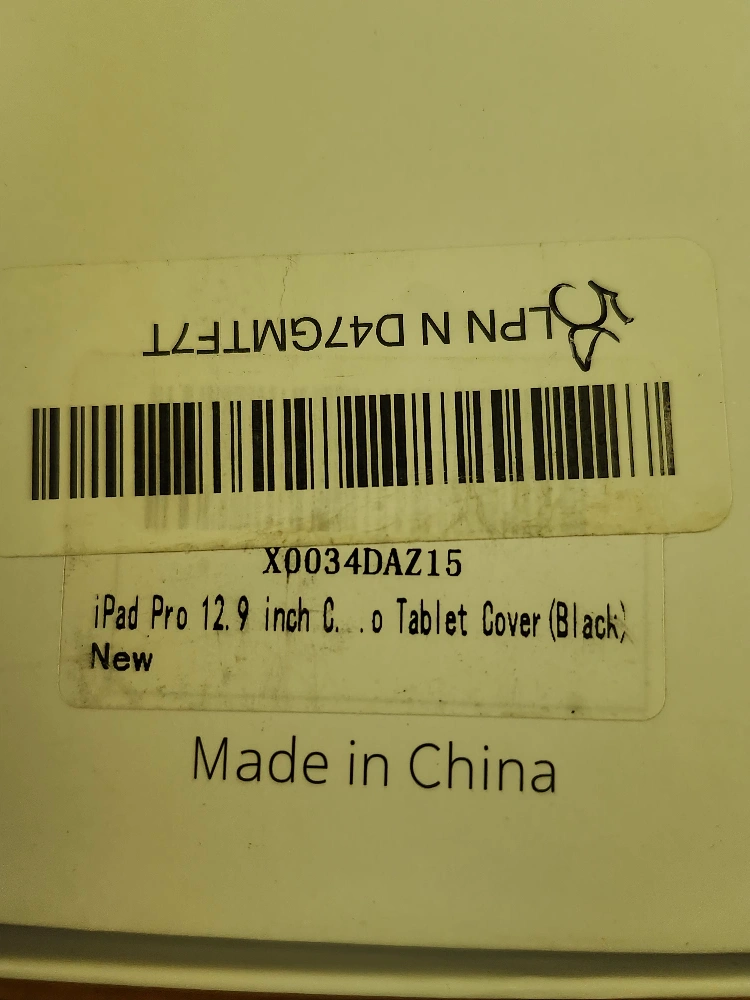 LPN N D47GMTF7T
X0034DAZ15
iPad Pro 12.9 inch C...o Tablet Cover(Black)
New
Made in China